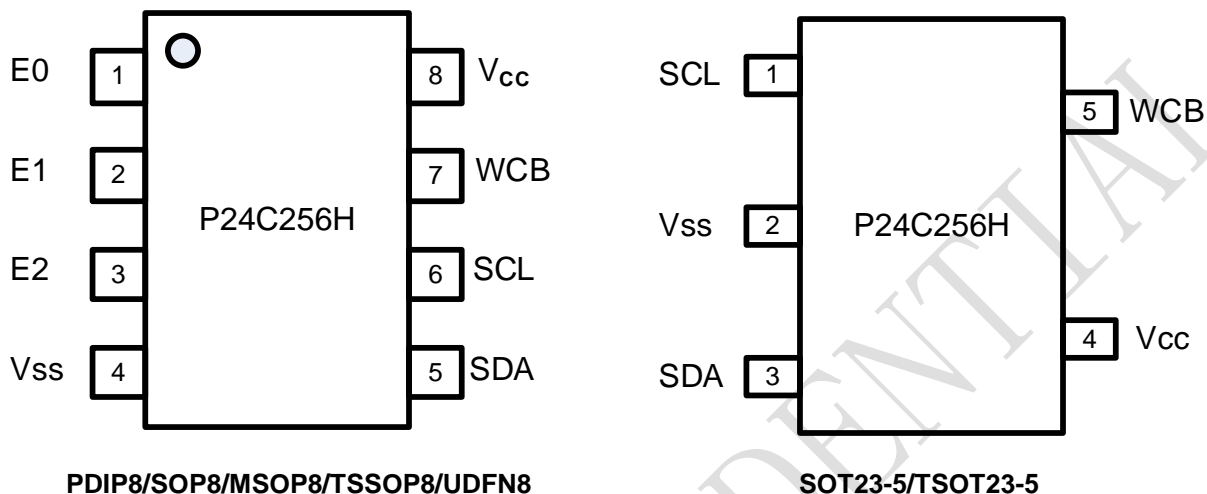 E0 1 8 Vcc
E1 2 7 WCB
P24C256H
E2 3 6 SCL
Vss 4 5 SDA
PDIP8/SOP8/MSOP8/TSSOP8/UDFN8
SCL 1
5 WCB
Vss 2 P24C256H
4 Vcc
SDA 3
SOT23-5/TSOT23-5
DENTIAL